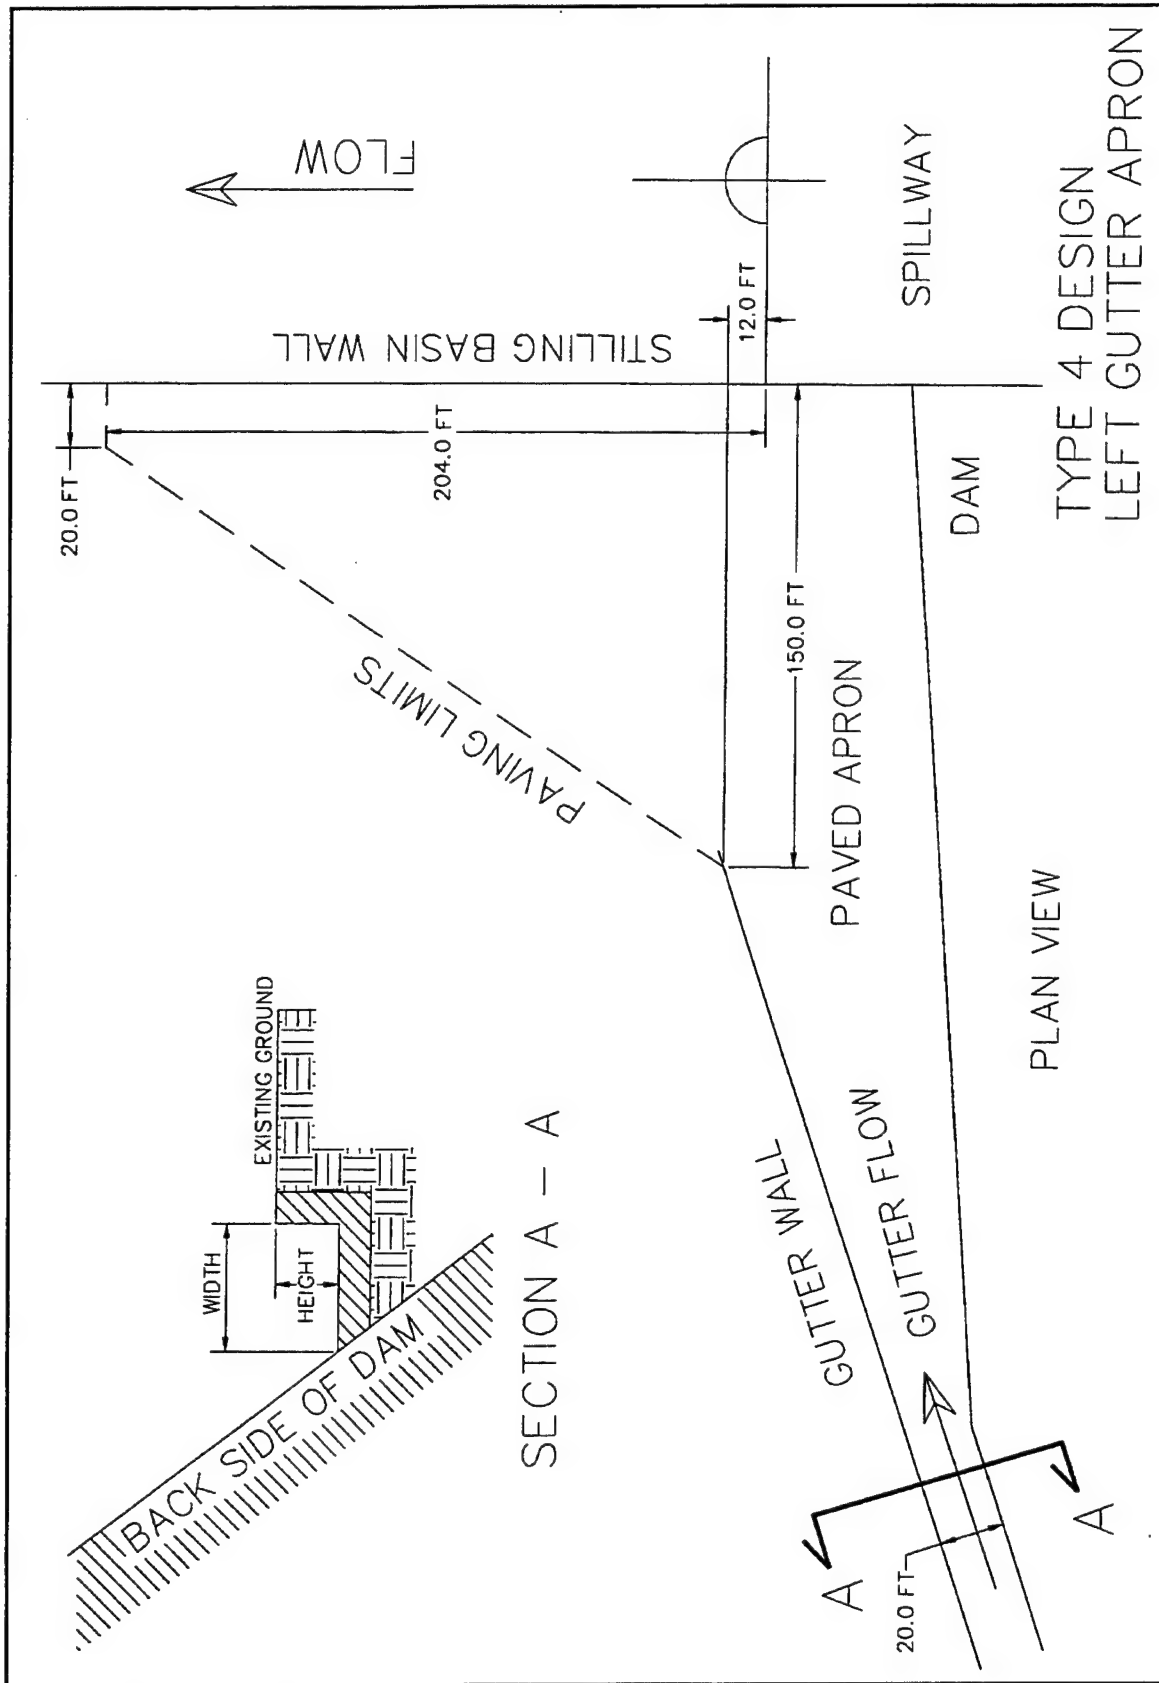 BACK SIDE OF DAM
WIDTH
HEIGHT
EXISTING GROUND
SECTION A - A
20.0 FT
PAVING LIMITS
204.0 FT
STILLING BASIN WALL
FLOW
12.0 FT
150.0 FT
GUTTER WALL
GUTTER FLOW
PAVED APRON
DAM
SPILLWAY
A
20.0 FT
A
PLAN VIEW
TYPE 4 DESIGN
LEFT GUTTER APRON